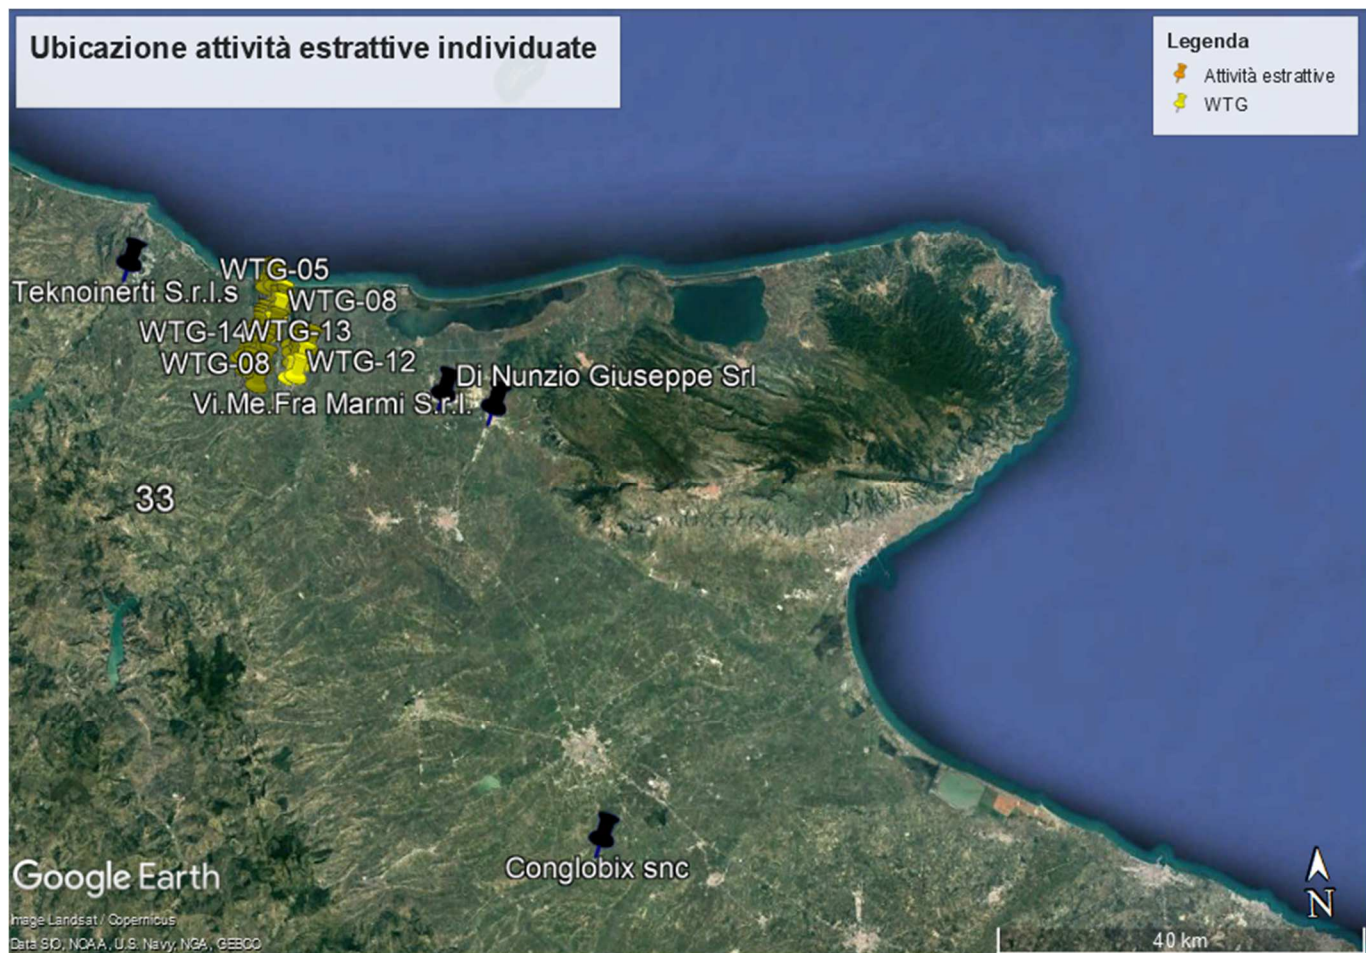 Ubicazione attività estrattive individuate
Legenda
Attività estrattive
WTG
WTG-05
Teknoinerti S.r.l.s
WTG-08
WTG-14
WTG-13
WTG-08
WTG-12
Di Nunzio Giuseppe Srl
Vi.Me.Fra Marmi S.r.l.
33
Conglobix snc
Google Earth
Image Landsat / Copernicus
Data SIO, NOAA, U.S. Navy, NGA, GEBCO
N
40 km